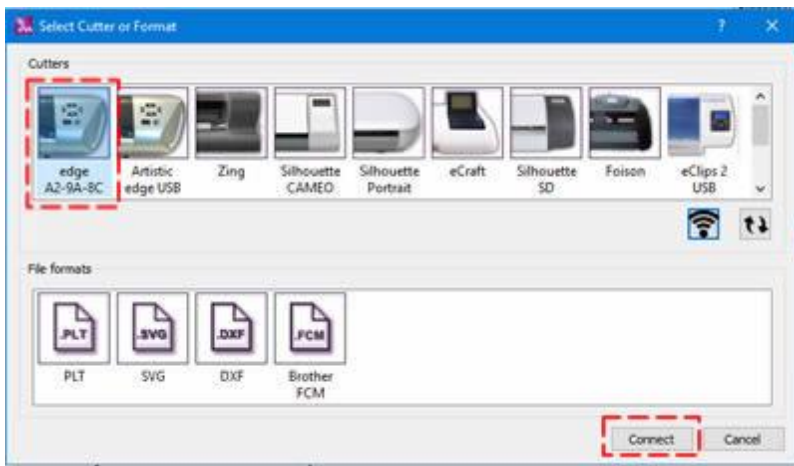 Select Cutter or Format
?
Cutters
edge
A2-9A-8C
Artistic
edge USB
Zing
Silhouette
CAMEO
Silhouette
Portrait
eCraft
Silhouette
SD
Foison
eClips 2
USB
File formats
.PLT
.SVG
.DXF
.FCM
PLT
SVG
DXF
Brother
FCM
Connect
Cancel